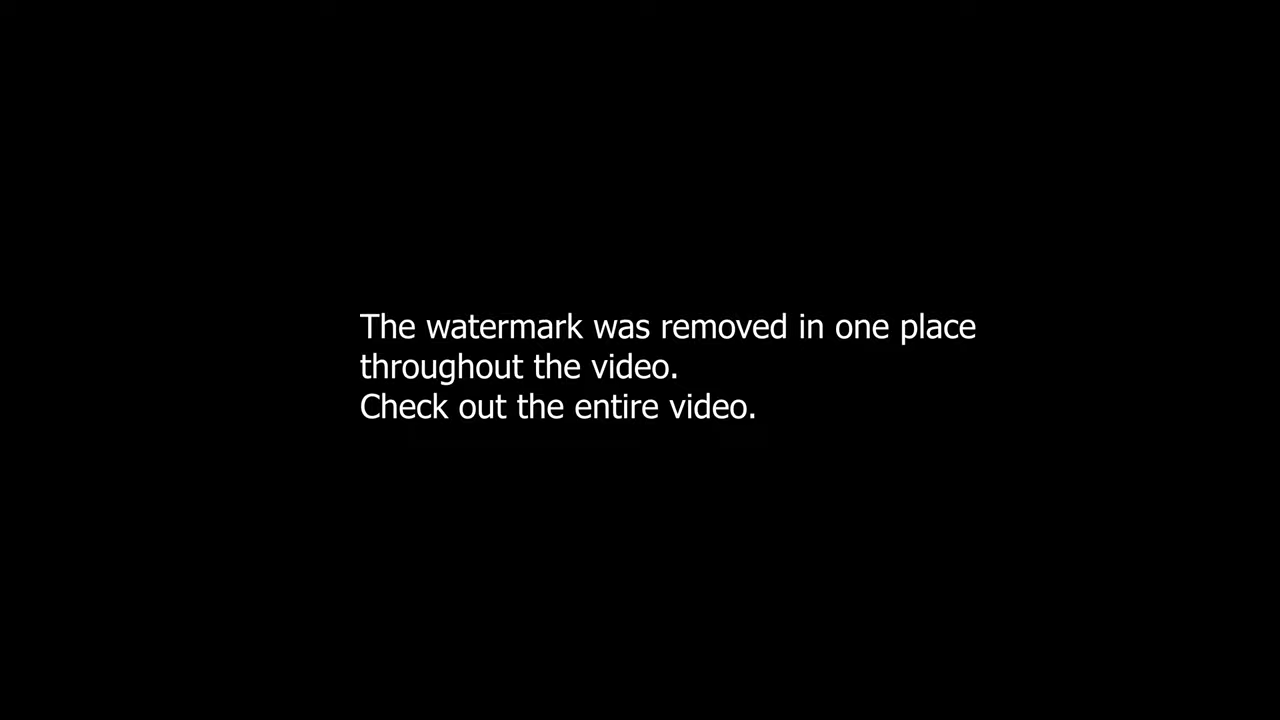 The watermark was removed in one place
throughout the video.
Check out the entire video.